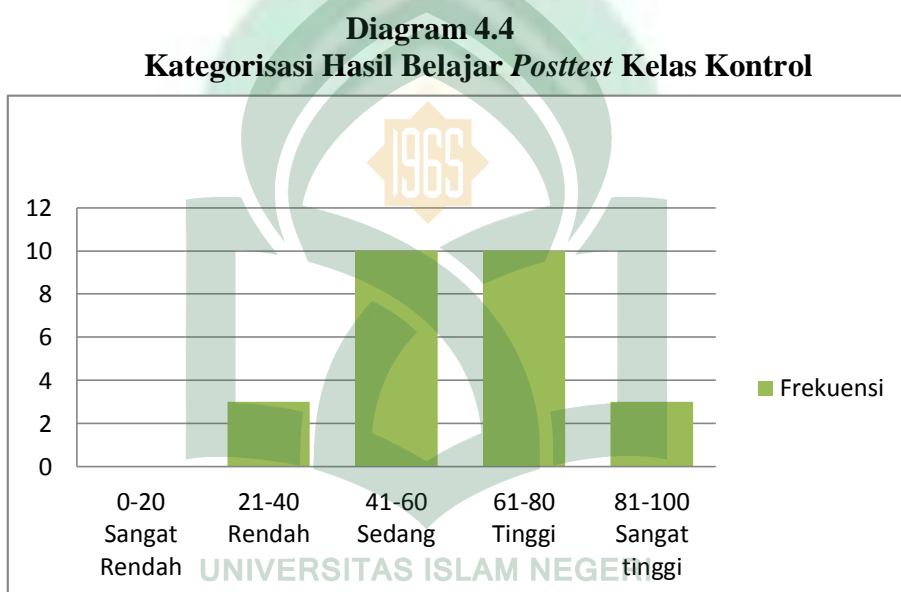 Diagram 4.4
Kategorisasi Hasil Belajar Posttest Kelas Kontrol
1965
12
10
8
6
4
2
0
0-20 21-40 41-60 61-80 81-100
Sangat Rendah Sedang Tinggi Sangat
Rendah tinggi
Frekuensi
UNIVERSITAS ISLAM NEGERI